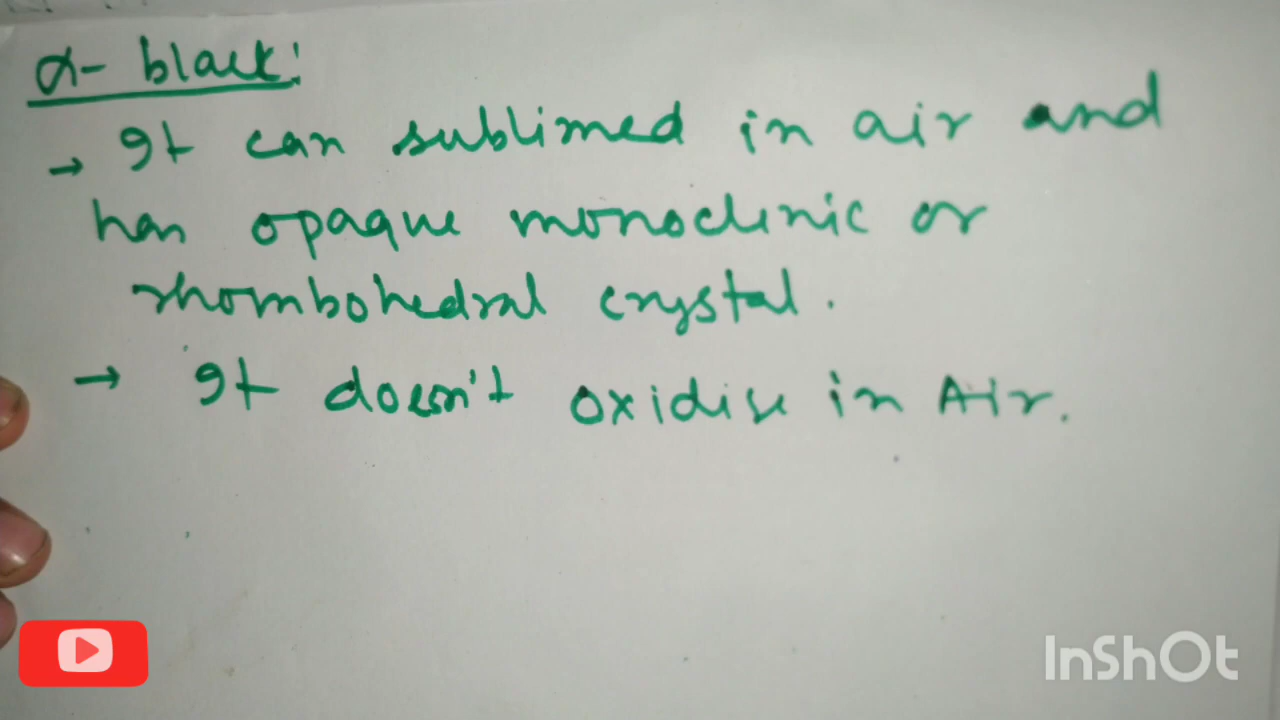 α- black:
→ It can sublimed in air and
has opaque monoclinic or
rhombohedral crystal.
→ It doesn't oxidise in Air.
InShOt